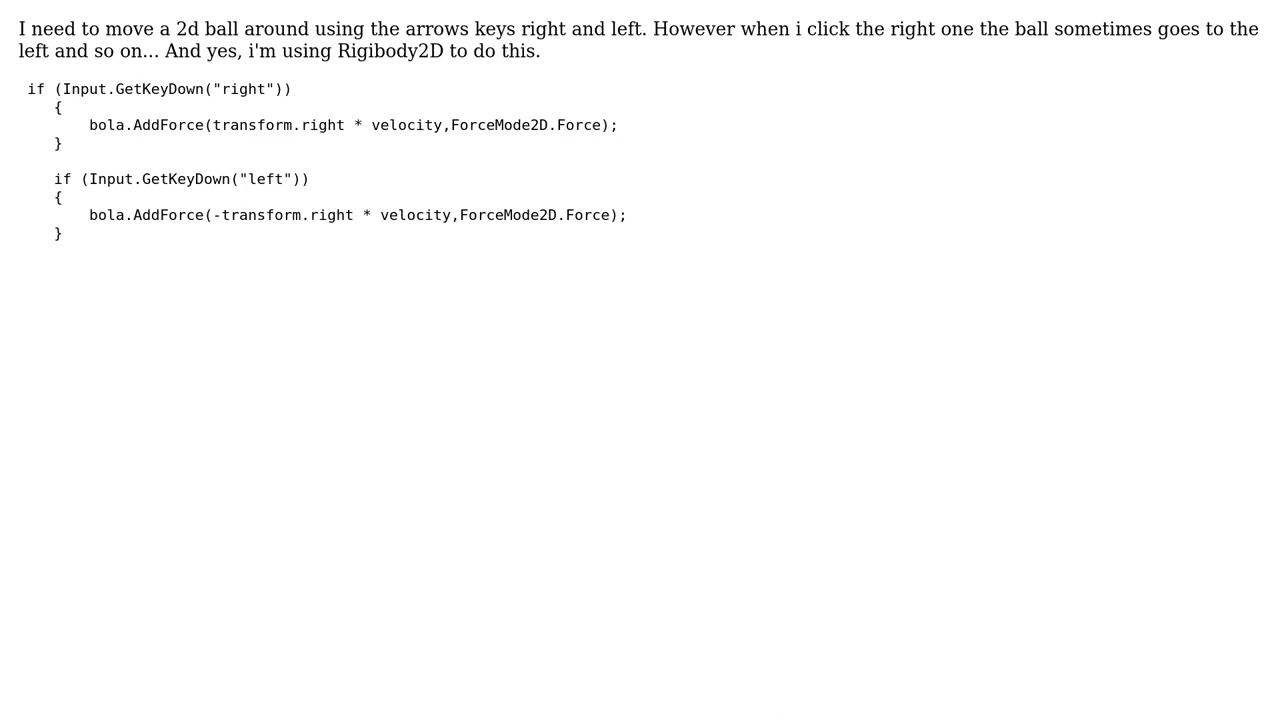 I need to move a 2d ball around using the arrows keys right and left. However when i click the right one the ball sometimes goes to the
left and so on... And yes, i'm using Rigibody2D to do this.
if (Input.GetKeyDown("right"))
{
bola.AddForce(transform.right * velocity,ForceMode2D.Force);
}
if (Input.GetKeyDown("left"))
{
bola.AddForce(-transform.right * velocity,ForceMode2D.Force);
}